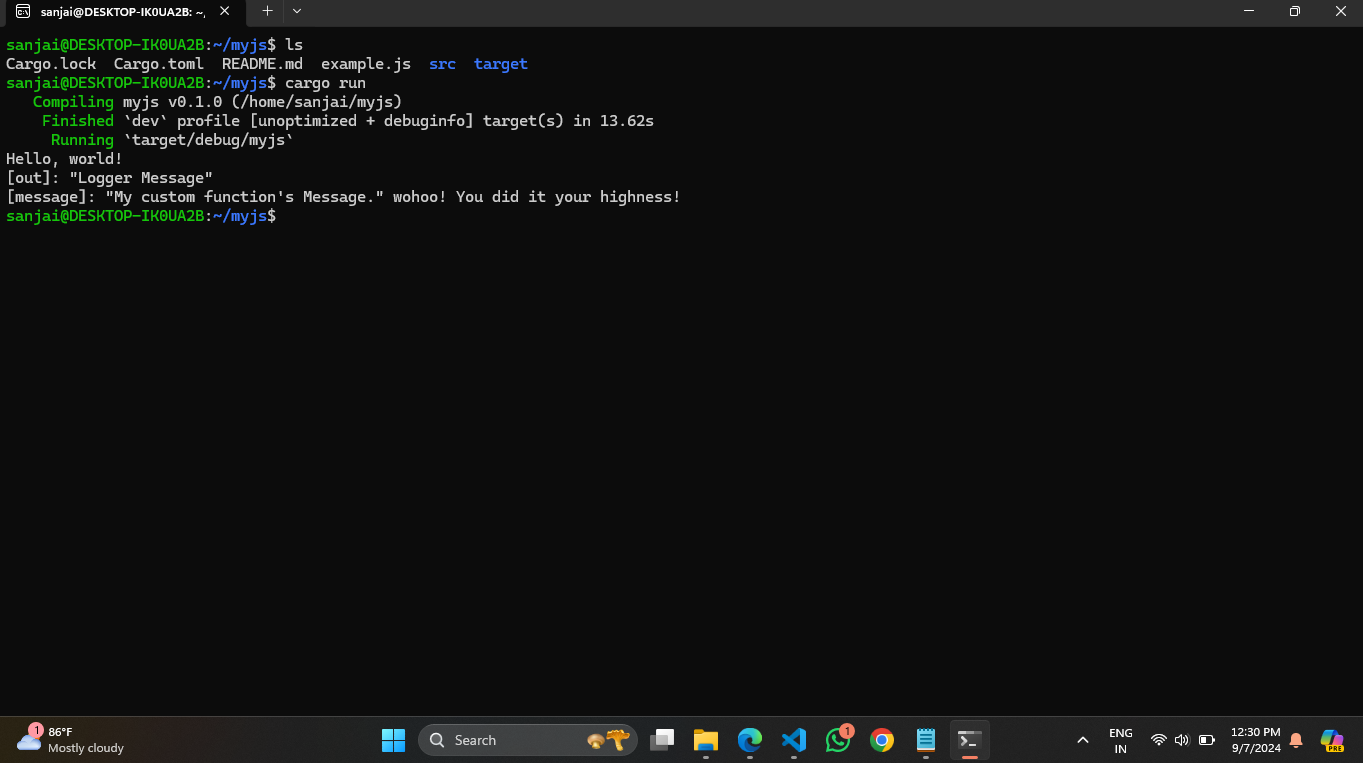 sanjai@DESKTOP-IK0UA2B: ~,
sanjai@DESKTOP-IK0UA2B:~/myjs$ ls
Cargo.lock  Cargo.toml  README.md  example.js  src  target
sanjai@DESKTOP-IK0UA2B:~/myjs$ cargo run
   Compiling myjs v0.1.0 (/home/sanjai/myjs)
    Finished `dev` profile [unoptimized + debuginfo] target(s) in 13.62s
     Running `target/debug/myjs`
Hello, world!
[out]: "Logger Message"
[message]: "My custom function's Message." wohoo! You did it your highness!
sanjai@DESKTOP-IK0UA2B:~/myjs$
1
86°F
Mostly cloudy
Search
1
ENG
IN
12:30 PM
9/7/2024
PRE